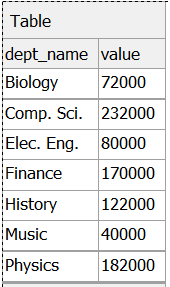 Table
dept_name value
Biology 72000
Comp. Sci. 232000
Elec. Eng. 80000
Finance 170000
History 122000
Music 40000
Physics 182000